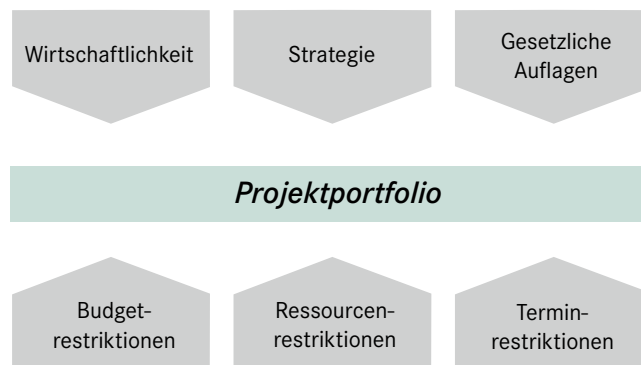 Wirtschaftlichkeit
Strategie
Gesetzliche
Auflagen
Projektportfolio
Budget-
restriktionen
Ressourcen-
restriktionen
Termin-
restriktionen